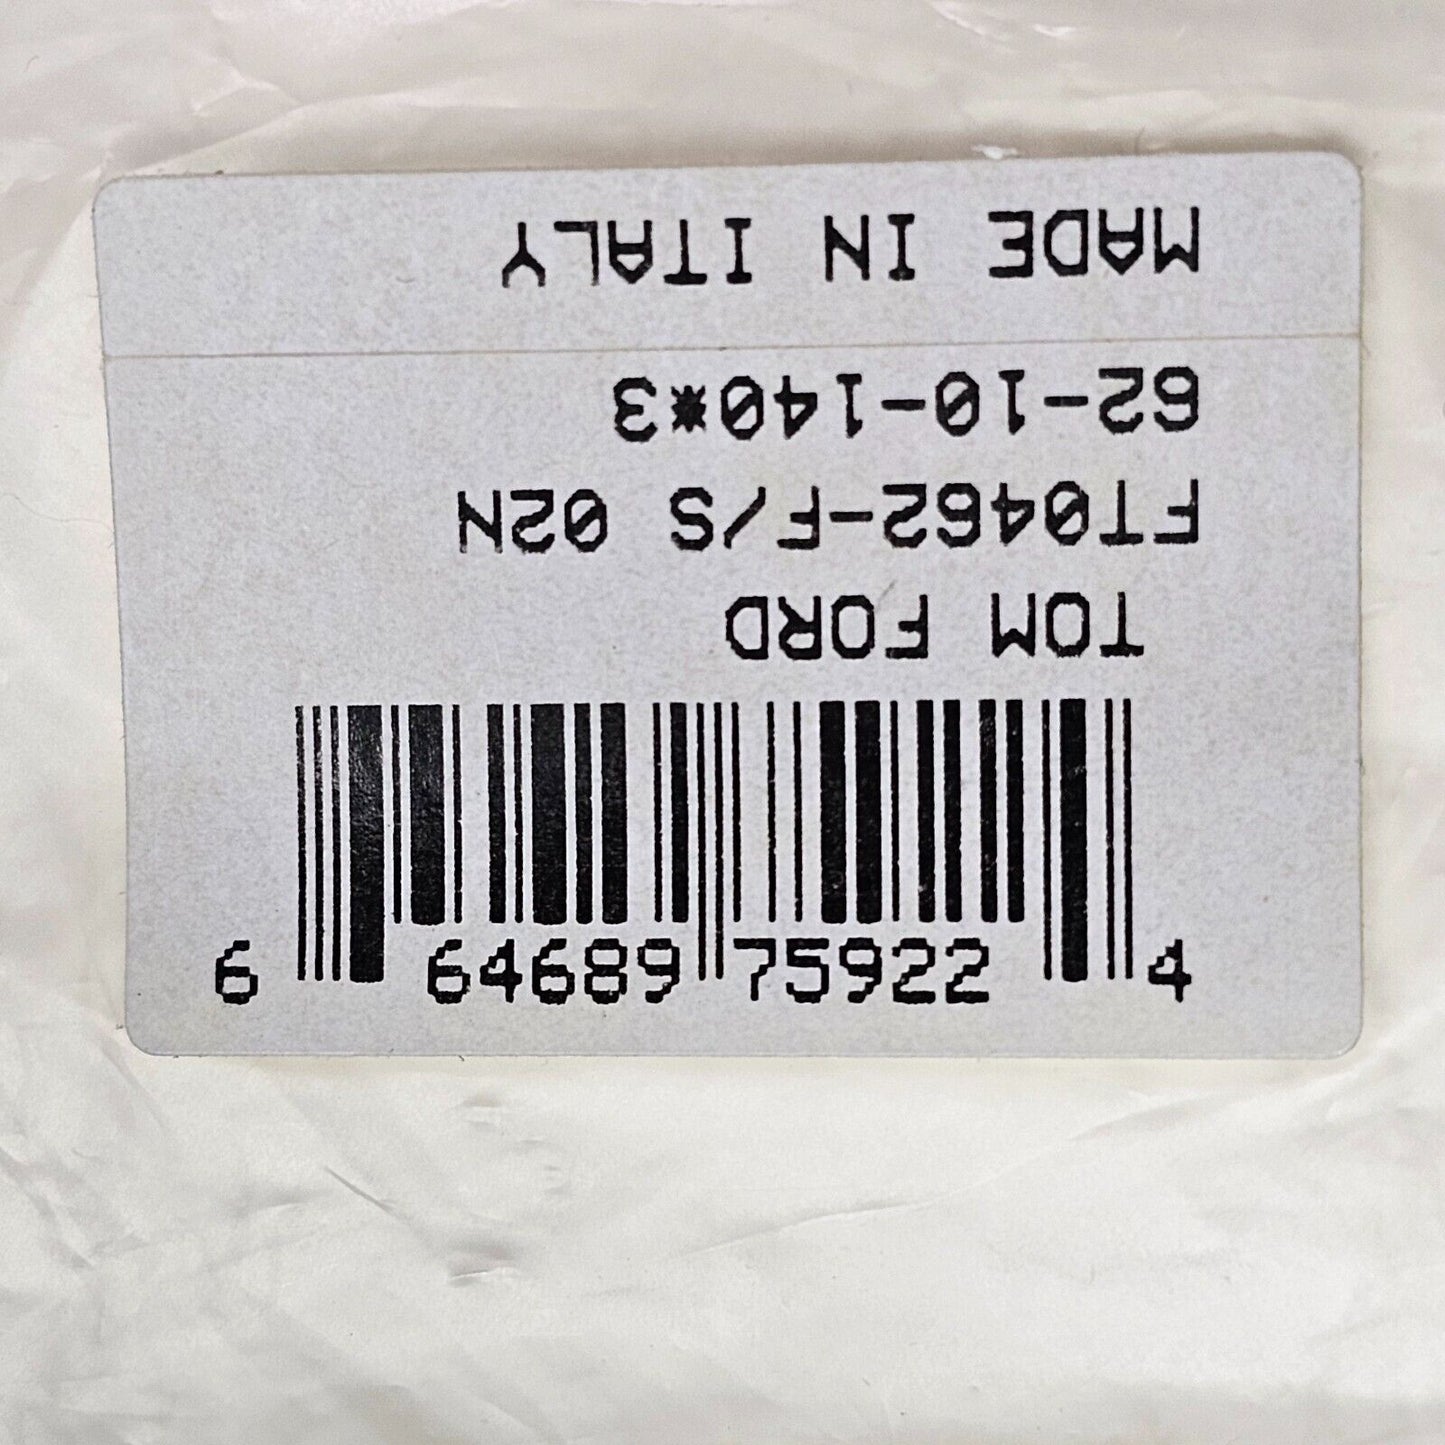 TOM FORD
FT0462-F/S 02N
62-10-140*3
MADE IN ITALY
6 64689 75922 4